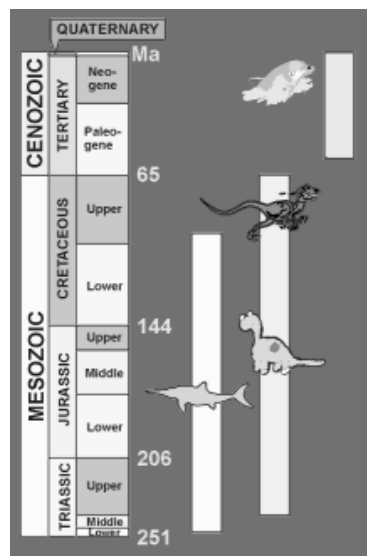 QUATERNARY
Ma
CENOZOIC
TERTIARY
Neo-
gene
Paleo-
gene
65
MESOZOIC
CRETACEOUS
Upper
Lower
144
JURASSIC
Upper
Middle
Lower
206
TRIASSIC
Upper
Middle
Lower
251